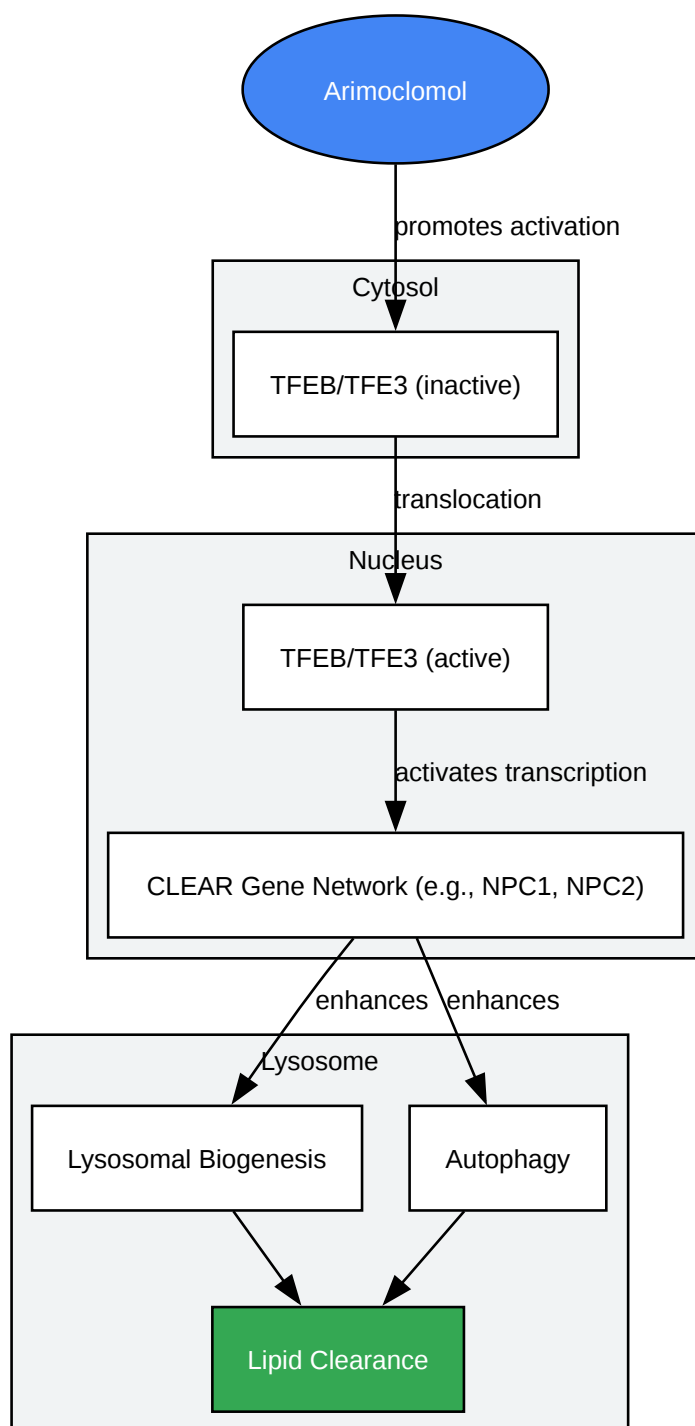 Arimoclomol
promotes activation
Cytosol
TFEB/TFE3 (inactive)
translocation
Nucleus
TFEB/TFE3 (active)
activates transcription
CLEAR Gene Network (e.g., NPC1, NPC2)
enhances
enhances
Lysosome
Lysosomal Biogenesis
Autophagy
Lipid Clearance